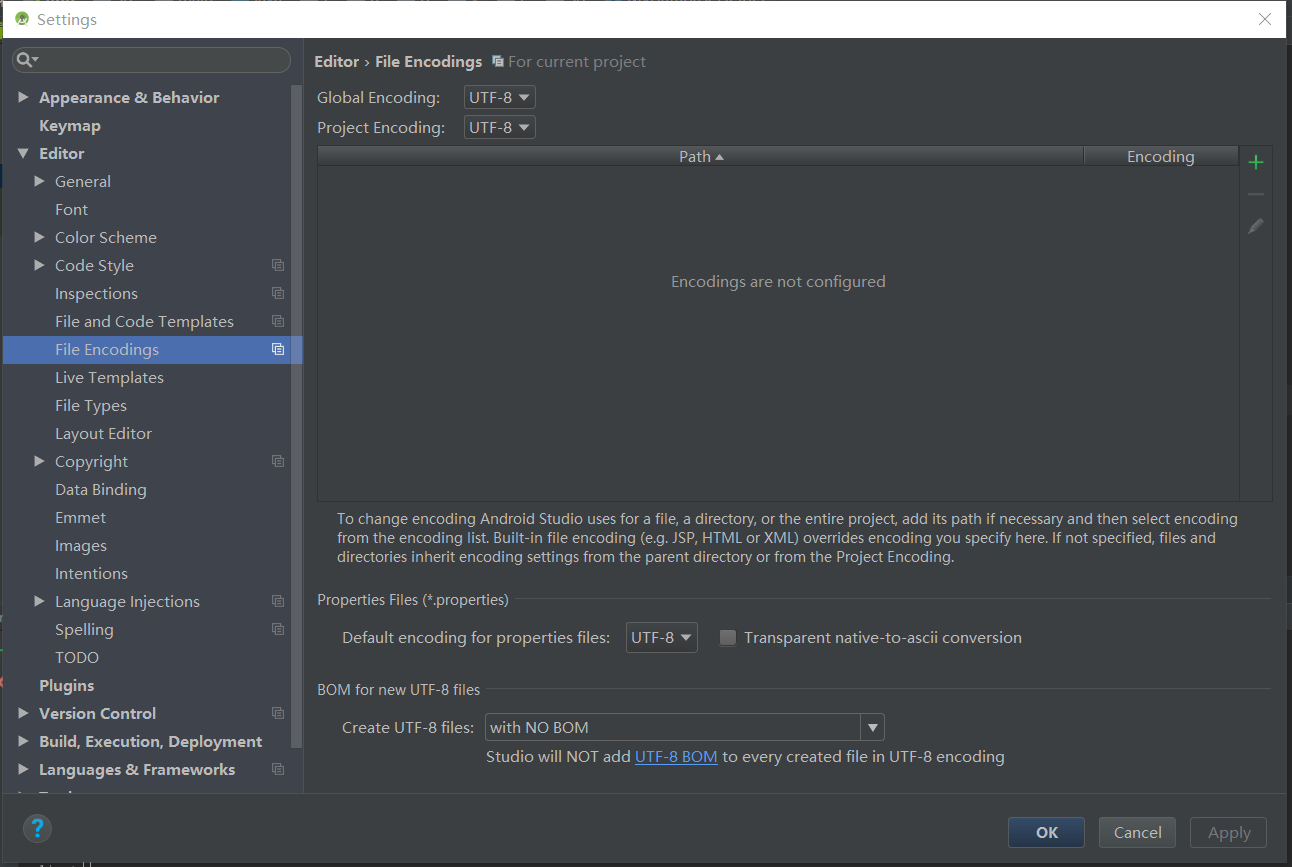 Settings
Appearance & Behavior
Keymap
Editor
General
Font
Color Scheme
Code Style
Inspections
File and Code Templates
File Encodings
Live Templates
File Types
Layout Editor
Copyright
Data Binding
Emmet
Images
Intentions
Language Injections
Spelling
TODO
Plugins
Version Control
Build, Execution, Deployment
Languages & Frameworks
Editor › File Encodings For current project
Global Encoding: UTF-8
Project Encoding: UTF-8
Path Encoding
Encodings are not configured
To change encoding Android Studio uses for a file, a directory, or the entire project, add its path if necessary and then select encoding
from the encoding list. Built-in file encoding (e.g. JSP, HTML or XML) overrides encoding you specify here. If not specified, files and
directories inherit encoding settings from the parent directory or from the Project Encoding.
Properties Files (*.properties)
Default encoding for properties files: UTF-8 Transparent native-to-ascii conversion
BOM for new UTF-8 files
Create UTF-8 files: with NO BOM
Studio will NOT add UTF-8 BOM to every created file in UTF-8 encoding
?
OK Cancel Apply